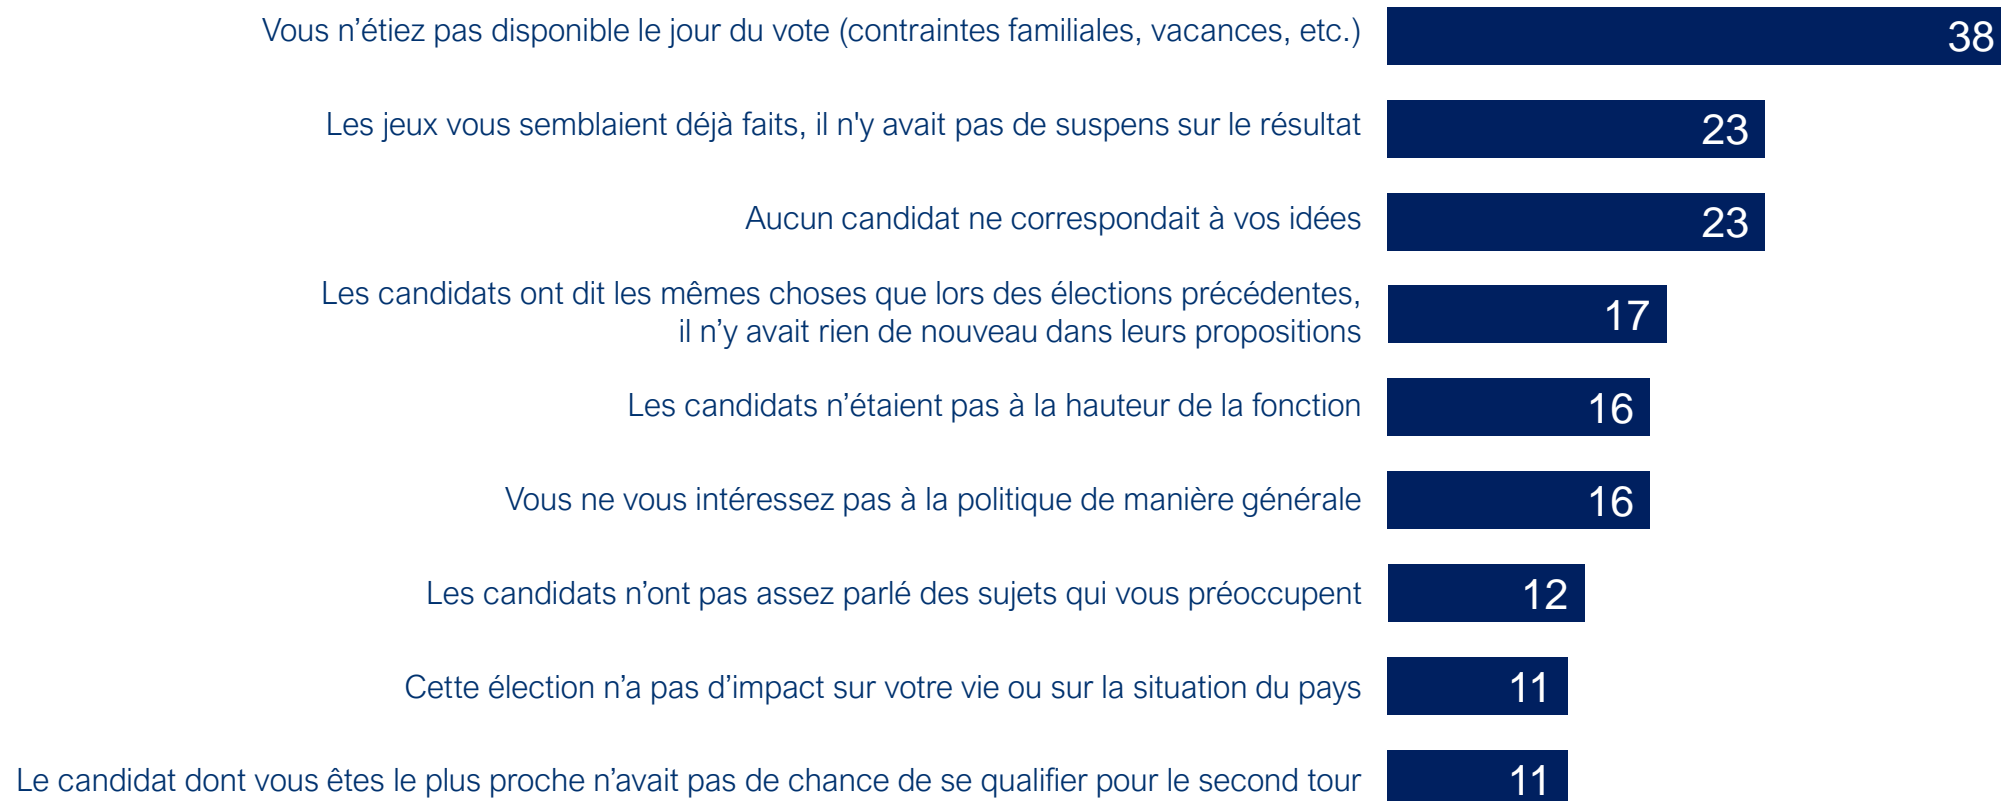 Vous n’étiez pas disponible le jour du vote (contraintes familiales, vacances, etc.) 38
Les jeux vous semblaient déjà faits, il n'y avait pas de suspens sur le résultat 23
Aucun candidat ne correspondait à vos idées 23
Les candidats ont dit les mêmes choses que lors des élections précédentes,
il n’y avait rien de nouveau dans leurs propositions 17
Les candidats n’étaient pas à la hauteur de la fonction 16
Vous ne vous intéressez pas à la politique de manière générale 16
Les candidats n’ont pas assez parlé des sujets qui vous préoccupent 12
Cette élection n’a pas d’impact sur votre vie ou sur la situation du pays 11
Le candidat dont vous êtes le plus proche n’avait pas de chance de se qualifier pour le second tour 11